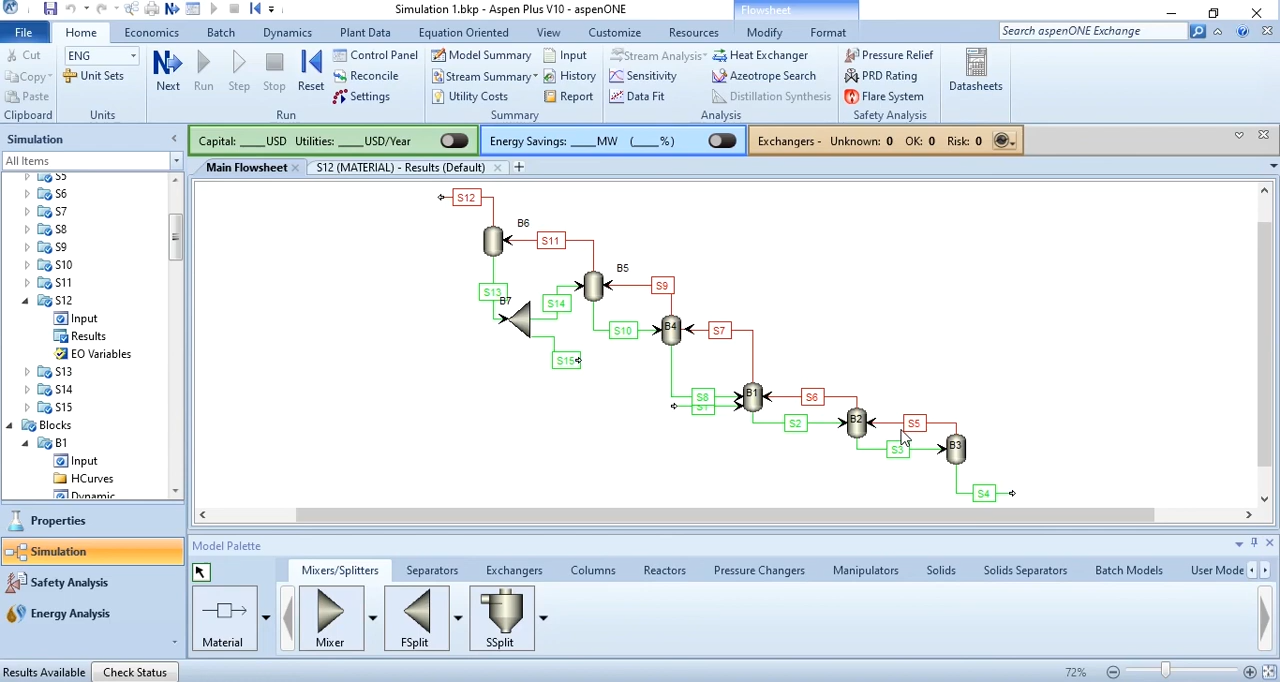 Simulation 1.bkp - Aspen Plus V10 - aspenONE
Flowsheet
File Home Economics Batch Dynamics Plant Data Equation Oriented View Customize Resources Modify Format Search aspenONE Exchange
Cut ENG Next Run Step Stop Reset Control Panel Model Summary Input Stream Analysis Heat Exchanger Pressure Relief Datasheets
Copy Unit Sets Reconcile Stream Summary History Sensitivity Azeotrope Search PRD Rating
Paste Settings Utility Costs Report Data Fit Distillation Synthesis Flare System
Clipboard Units Run Summary Analysis Safety Analysis
Simulation
Capital: ____USD Utilities: ____USD/Year
Energy Savings: ____MW (____%)
Exchangers - Unknown: 0 OK: 0 Risk: 0
All Items
Main Flowsheet
S12 (MATERIAL) - Results (Default)
S5
S6
S7
S8
S9
S10
S11
S12
Input
Results
EO Variables
S13
S14
S15
Blocks
B1
Input
HCurves
Dynamic
S12
B6
S11
B5
S13
B7
S14
S9
S10
B4
S7
S15
S8
S1
B1
S6
S2
B2
S5
S3
B3
S4
Properties
Simulation
Safety Analysis
Energy Analysis
Model Palette
Mixers/Splitters Separators Exchangers Columns Reactors Pressure Changers Manipulators Solids Solids Separators Batch Models User Mode
Material Mixer FSplit SSplit
Results Available Check Status 72%